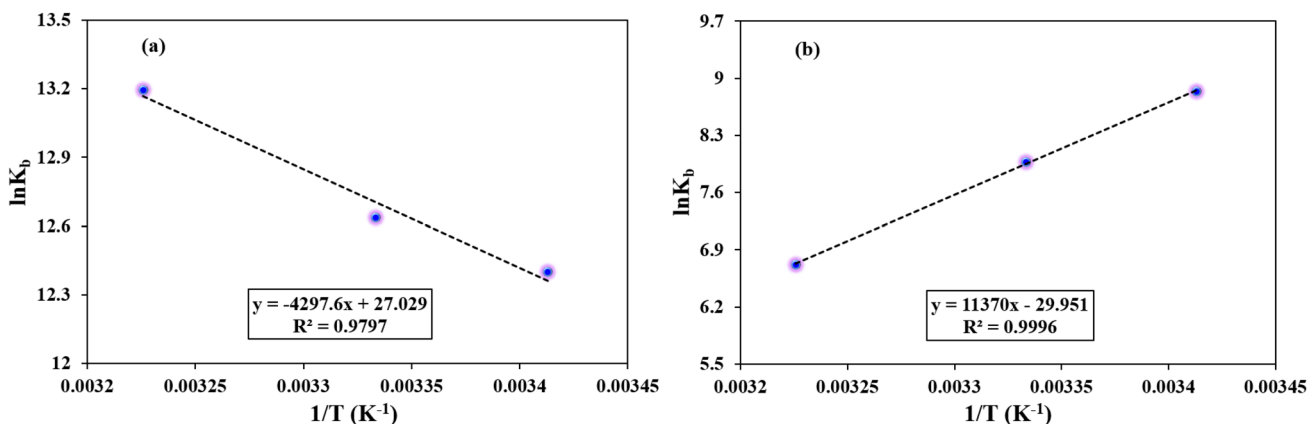 (a)
13.5
13.2
12.9
12.6
12.3
12
lnK_b
y = -4297.6x + 27.029
R² = 0.9797
0.0032
0.00325
0.0033
0.00335
0.0034
0.00345
1/T (K⁻¹)
(b)
9.7
9
8.3
7.6
6.9
6.2
5.5
lnK_b
y = 11370x - 29.951
R² = 0.9996
0.0032
0.00325
0.0033
0.00335
0.0034
0.00345
1/T (K⁻¹)